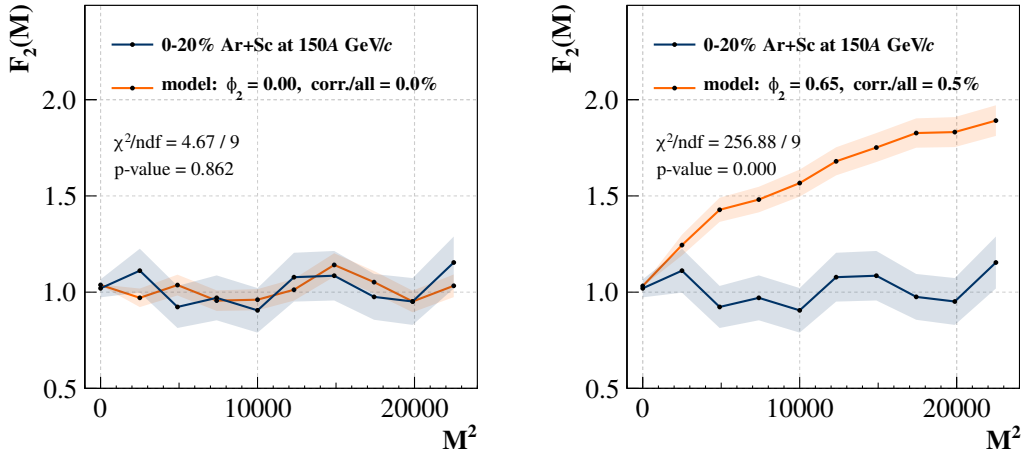 F₂(M)
0-20% Ar+Sc at 150A GeV/c
model: ϕ₂ = 0.00, corr./all = 0.0%
2.0
χ²/ndf = 4.67 / 9
p-value = 0.862
1.5
1.0
0.5
0 10000 20000
M²
F₂(M)
0-20% Ar+Sc at 150A GeV/c
model: ϕ₂ = 0.65, corr./all = 0.5%
2.0
χ²/ndf = 256.88 / 9
p-value = 0.000
1.5
1.0
0.5
0 10000 20000
M²